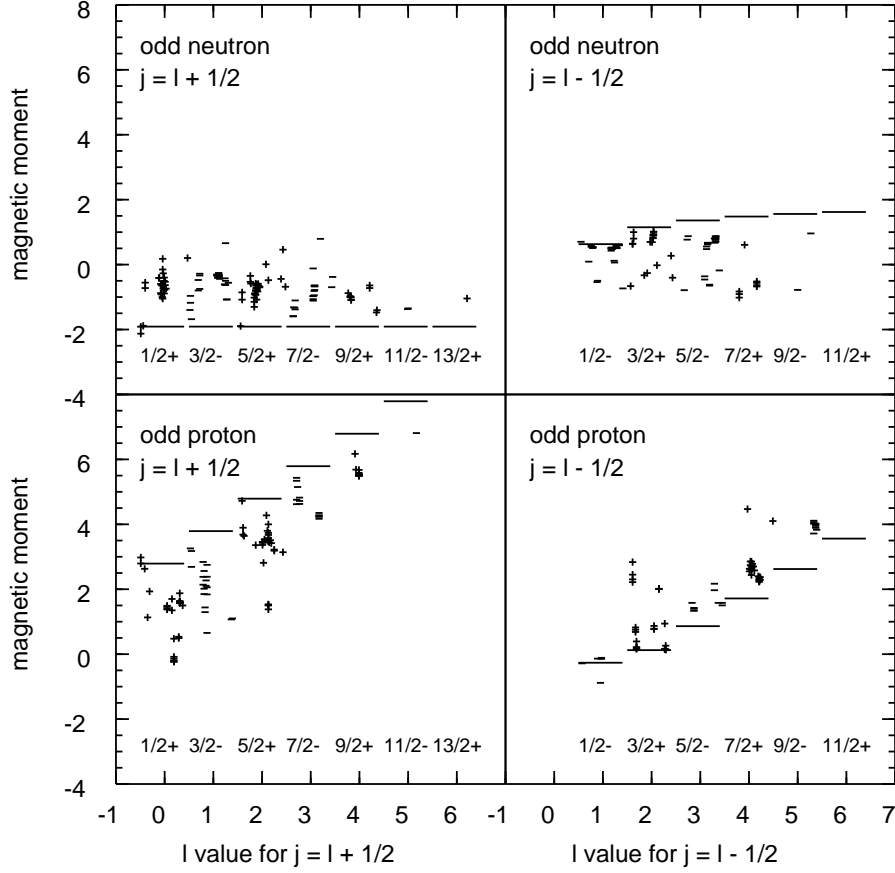 8
odd neutron
j = l + 1/2
odd neutron
j = l - 1/2
6
4
magnetic moment
2
0
-2
1/2+ 3/2- 5/2+ 7/2- 9/2+ 11/2- 13/2+
1/2- 3/2+ 5/2- 7/2+ 9/2- 11/2+
-4
odd proton
j = l + 1/2
odd proton
j = l - 1/2
6
4
magnetic moment
2
0
-2
1/2+ 3/2- 5/2+ 7/2- 9/2+ 11/2- 13/2+
1/2- 3/2+ 5/2- 7/2+ 9/2- 11/2+
-4
-1 0 1 2 3 4 5 6 -1 0 1 2 3 4 5 6 7
l value for j = l + 1/2
l value for j = l - 1/2